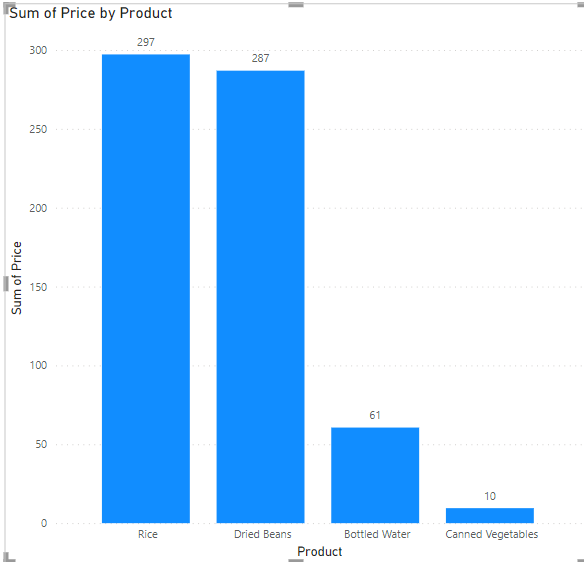 Sum of Price by Product
300
250
200
150
100
50
0
Sum of Price
297
287
61
10
Rice
Dried Beans
Bottled Water
Canned Vegetables
Product